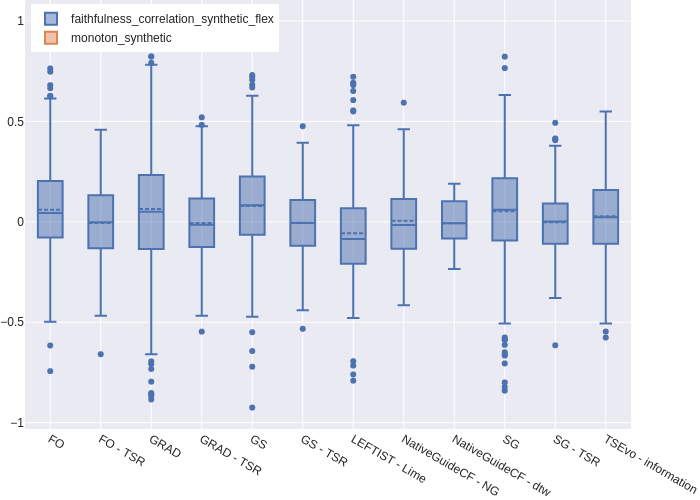 faithfulness_correlation_synthetic_flex
monoton_synthetic
1
0.5
0
−0.5
−1
FO
FO - TSR
GRAD
GRAD - TSR
GS
GS - TSR
LEFTIST - Lime
NativeGuideCF - NG
NativeGuideCF - dtw
SG
SG - TSR
TSEvo - information